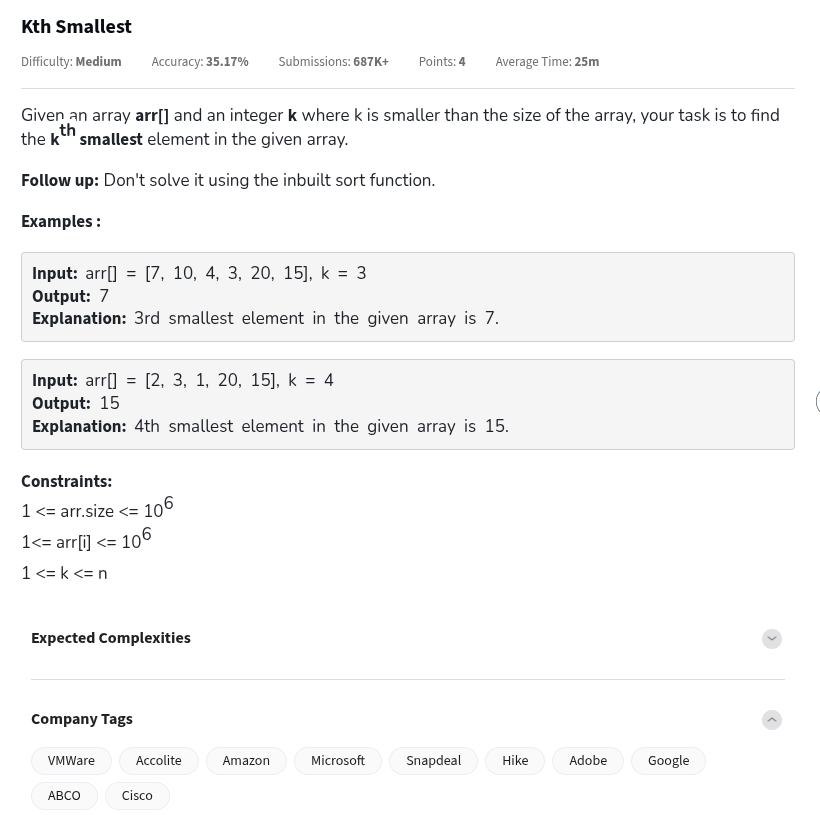 Kth Smallest
Difficulty: Medium Accuracy: 35.17% Submissions: 687K+ Points: 4 Average Time: 25m
Given an array arr[] and an integer k where k is smaller than the size of the array, your task is to find
the kth smallest element in the given array.
Follow up: Don't solve it using the inbuilt sort function.
Examples :
Input: arr[] = [7, 10, 4, 3, 20, 15], k = 3
Output: 7
Explanation: 3rd smallest element in the given array is 7.
Input: arr[] = [2, 3, 1, 20, 15], k = 4
Output: 15
Explanation: 4th smallest element in the given array is 15.
Constraints:
1 <= arr.size <= 10^6
1<= arr[i] <= 10^6
1 <= k <= n
Expected Complexities
Company Tags
VMWare Accolite Amazon Microsoft Snapdeal Hike Adobe Google
ABCO Cisco